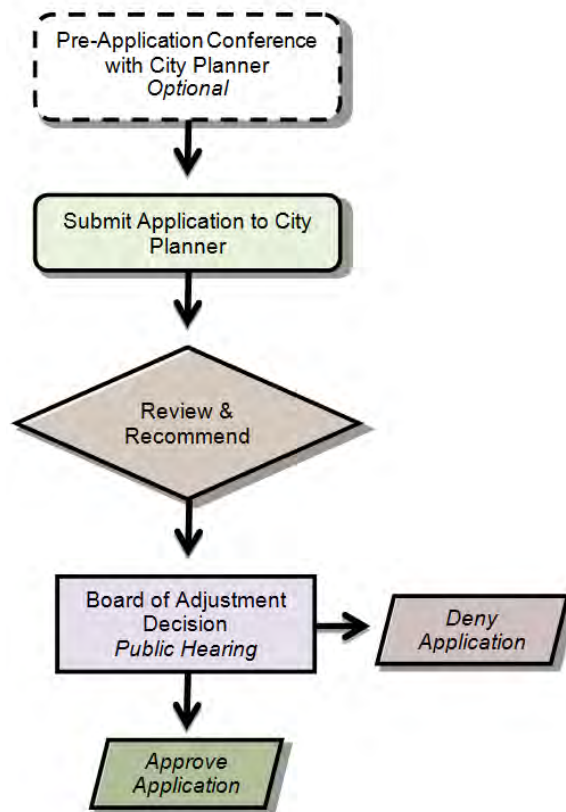 Pre-Application Conference
with City Planner
Optional
Submit Application to City
Planner
Review &
Recommend
Board of Adjustment
Decision
Public Hearing
Deny
Application
Approve
Application